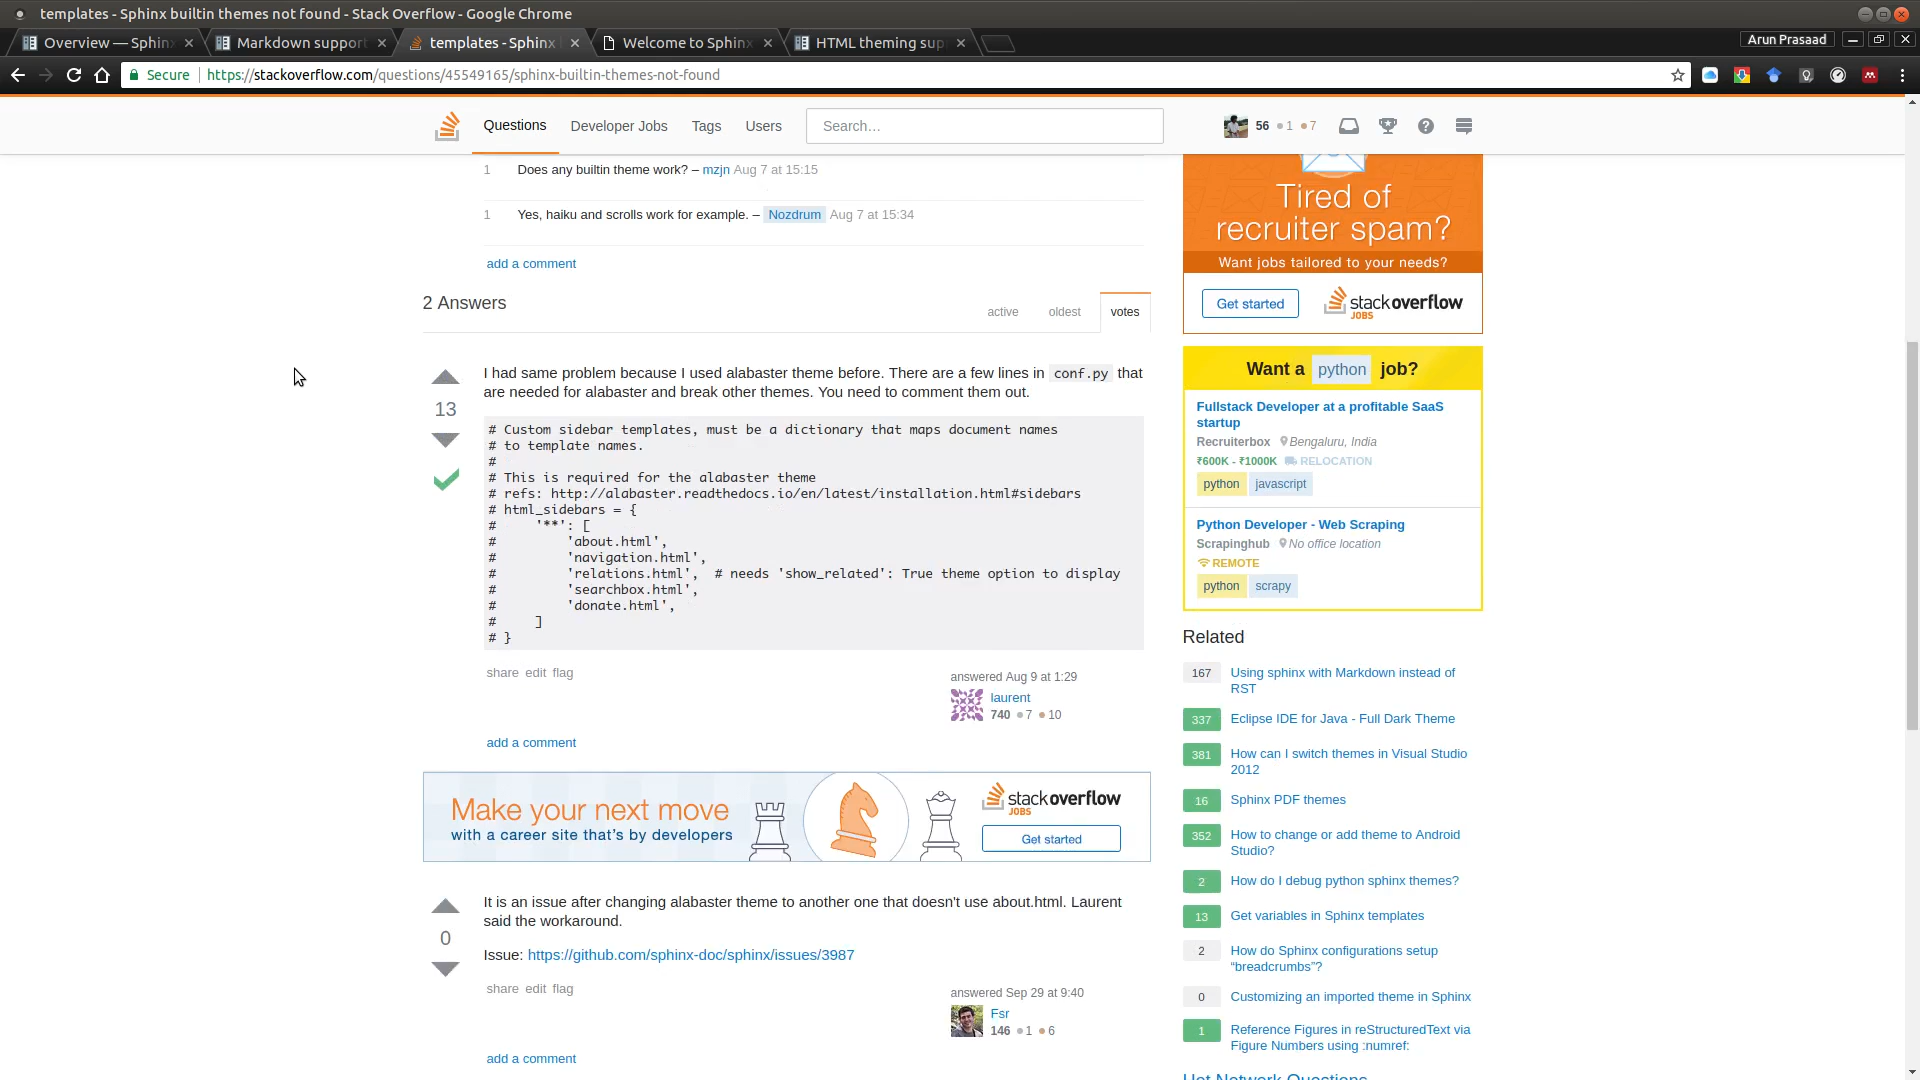 templates - Sphinx builtin themes not found - Stack Overflow - Google Chrome
Overview — Sphin
Markdown support
templates - Sphinx
Welcome to Sphinx
HTML theming sup
Arun Prasaad
Secure
https://stackoverflow.com/questions/45549165/sphinx-builtin-themes-not-found
Questions
Developer Jobs
Tags
Users
Search…
56 1 7
1 Does any builtin theme work? – mzjn Aug 7 at 15:15
1 Yes, haiku and scrolls work for example. – Nozdrum Aug 7 at 15:34
add a comment
2 Answers
active
oldest
votes
13
I had same problem because I used alabaster theme before. There are a few lines in conf.py that
are needed for alabaster and break other themes. You need to comment them out.
# Custom sidebar templates, must be a dictionary that maps document names
# to template names.
#
# This is required for the alabaster theme
# refs: http://alabaster.readthedocs.io/en/latest/installation.html#sidebars
# html_sidebars = {
#     '**': [
#         'about.html',
#         'navigation.html',
#         'relations.html',  # needs 'show_related': True theme option to display
#         'searchbox.html',
#         'donate.html',
#     ]
# }
share edit flag
answered Aug 9 at 1:29
laurent
740 7 10
add a comment
Make your next move
with a career site that's by developers
stackoverflow
JOBS
Get started
0
It is an issue after changing alabaster theme to another one that doesn't use about.html. Laurent
said the workaround.
Issue: https://github.com/sphinx-doc/sphinx/issues/3987
share edit flag
answered Sep 29 at 9:40
Fsr
146 1 6
add a comment
Tired of
recruiter spam?
Want jobs tailored to your needs?
Get started
stackoverflow
JOBS
Want a python job?
Fullstack Developer at a profitable SaaS
startup
Recruiterbox Bengaluru, India
₹600K - ₹1000K RELOCATION
python javascript
Python Developer - Web Scraping
Scrapinghub No office location
REMOTE
python scrapy
Related
167 Using sphinx with Markdown instead of
RST
337 Eclipse IDE for Java - Full Dark Theme
381 How can I switch themes in Visual Studio
2012
16 Sphinx PDF themes
352 How to change or add theme to Android
Studio?
2 How do I debug python sphinx themes?
13 Get variables in Sphinx templates
2 How do Sphinx configurations setup
“breadcrumbs”?
0 Customizing an imported theme in Sphinx
1 Reference Figures in reStructuredText via
Figure Numbers using :numref:
Hot Network Questions